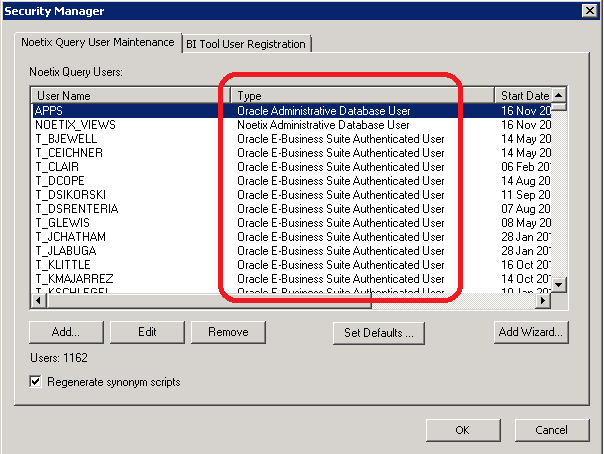 Security Manager
Noetix Query User Maintenance BI Tool User Registration
Noetix Query Users:
User Name Type Start Date
APPS Oracle Administrative Database User 16 Nov 20
NOETIX_VIEWS Noetix Administrative Database User 16 Nov 20
T_BJEWELL Oracle E-Business Suite Authenticated User 14 May 20
T_CEICHNER Oracle E-Business Suite Authenticated User 14 May 20
T_CLAIR Oracle E-Business Suite Authenticated User 06 Feb 20
T_DCOPE Oracle E-Business Suite Authenticated User 14 Aug 20
T_DSIKORSKI Oracle E-Business Suite Authenticated User 11 Sep 20
T_DSRENTERIA Oracle E-Business Suite Authenticated User 07 Aug 20
T_GLEWIS Oracle E-Business Suite Authenticated User 08 May 20
T_JCHATHAM Oracle E-Business Suite Authenticated User 28 Jan 20
T_JLABUGA Oracle E-Business Suite Authenticated User 28 Jan 20
T_KLITTLE Oracle E-Business Suite Authenticated User 16 Oct 20
T_KMAJARREZ Oracle E-Business Suite Authenticated User 14 Oct 20
T_KSCHLEGEL Oracle E-Business Suite Authenticated User 10 Jan 20
Add... Edit Remove Set Defaults ... Add Wizard...
Users: 1162
Regenerate synonym scripts
OK Cancel